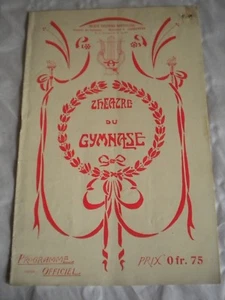 THEATRE
DU
GYMNASE
PROGRAMME
OFFICIEL
PRIX 0 fr. 75